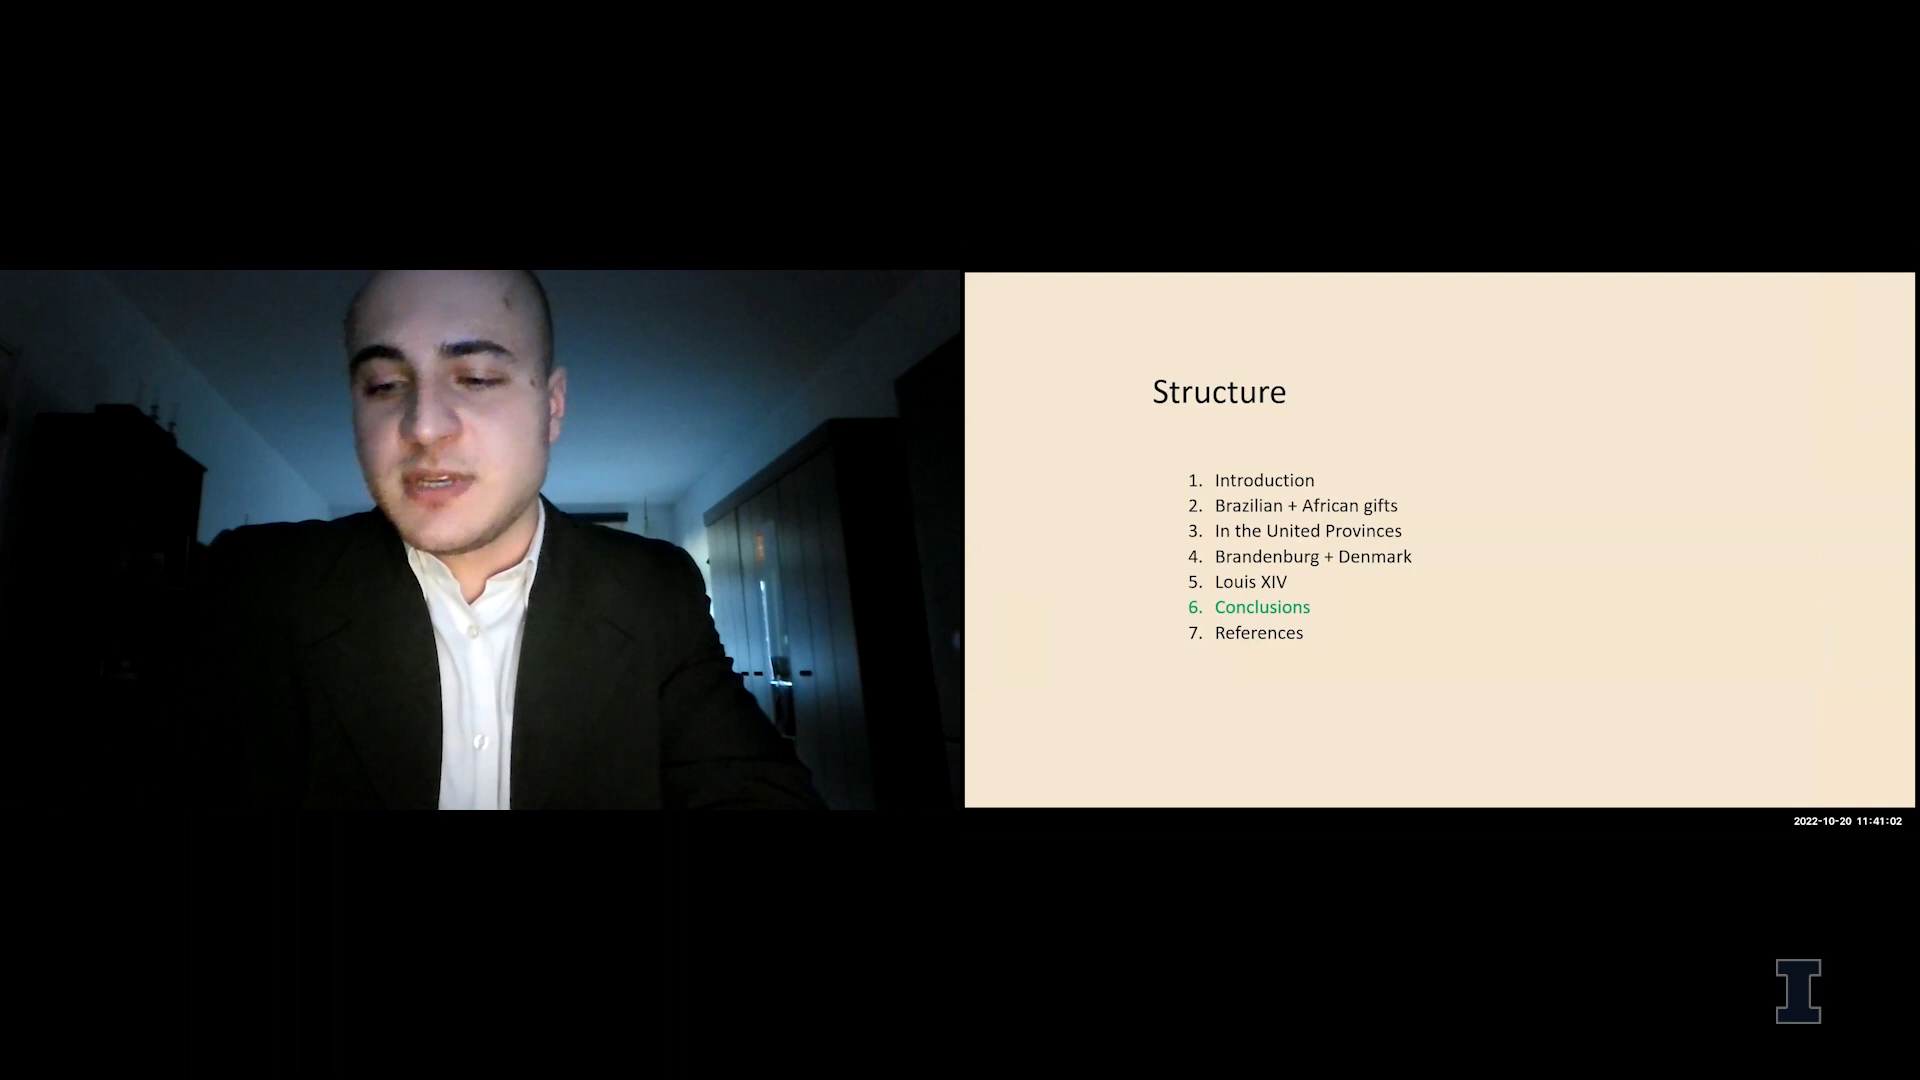 Structure
1. Introduction
2. Brazilian + African gifts
3. In the United Provinces
4. Brandenburg + Denmark
5. Louis XIV
6. Conclusions
7. References
2022-10-20 11:41:02
I